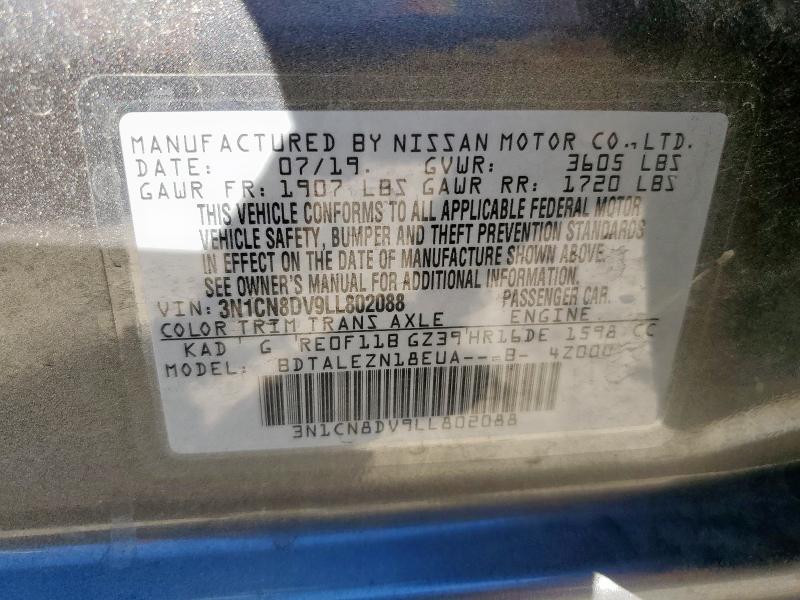 MANUFACTURED BY NISSAN MOTOR CO., LTD.
DATE: 07/19. GVWR: 3605 LBS
GAWR FR: 1907 LBS GAWR RR: 1720 LBS
THIS VEHICLE CONFORMS TO ALL APPLICABLE FEDERAL MOTOR
VEHICLE SAFETY, BUMPER AND THEFT PREVENTION STANDARDS
IN EFFECT ON THE DATE OF MANUFACTURE SHOWN ABOVE.
SEE OWNER'S MANUAL FOR ADDITIONAL INFORMATION.
VIN: 3N1CN8DV9LL802088 PASSENGER CAR.
COLOR TRIM TRANS AXLE ENGINE
KAD ' G 'RE0F11B GZ39'HR16DE 1598 CC
MODEL: BDTALEZN18EUA---B- 4Z000
3N1CN8DV9LL802088